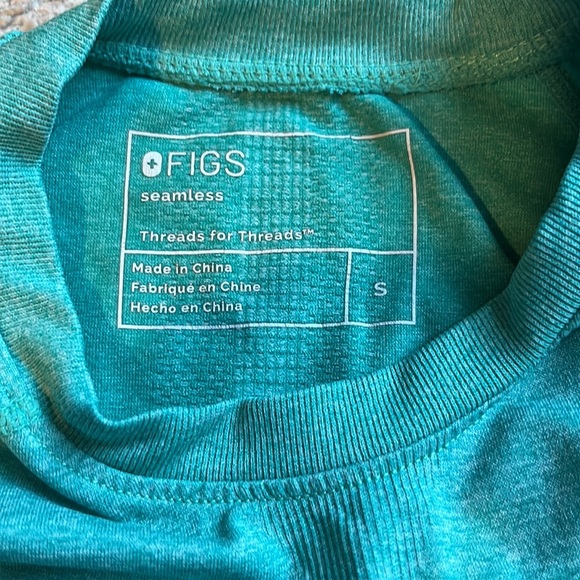 FIGS
seamless
Threads for Threads™
Made in China
Fabriqué en Chine
Hecho en China
S